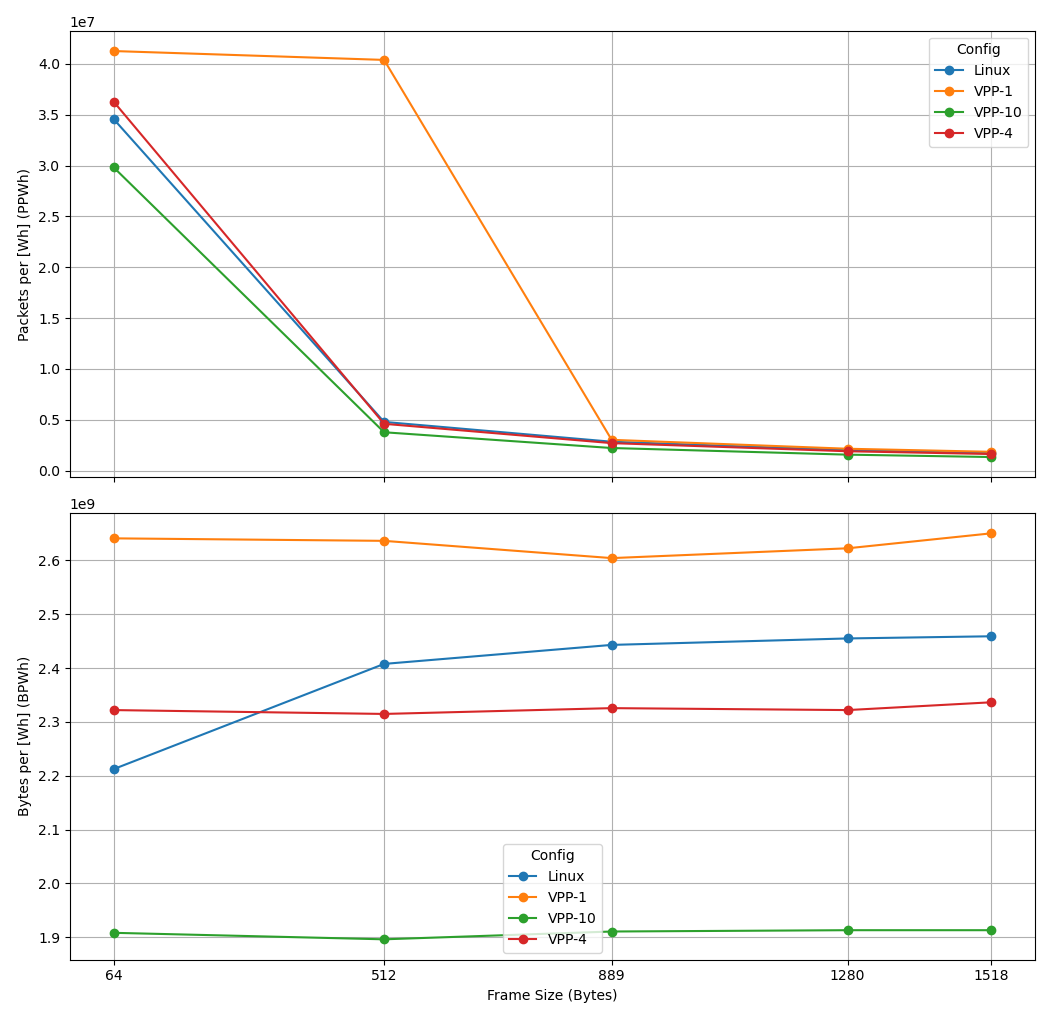 1e7
4.0
3.5
3.0
2.5
2.0
1.5
1.0
0.5
0.0
Packets per [Wh] (PPWh)
Config
Linux
VPP-1
VPP-10
VPP-4
1e9
2.6
2.5
2.4
2.3
2.2
2.1
2.0
1.9
Bytes per [Wh] (BPWh)
Config
Linux
VPP-1
VPP-10
VPP-4
64 512 889 1280 1518
Frame Size (Bytes)